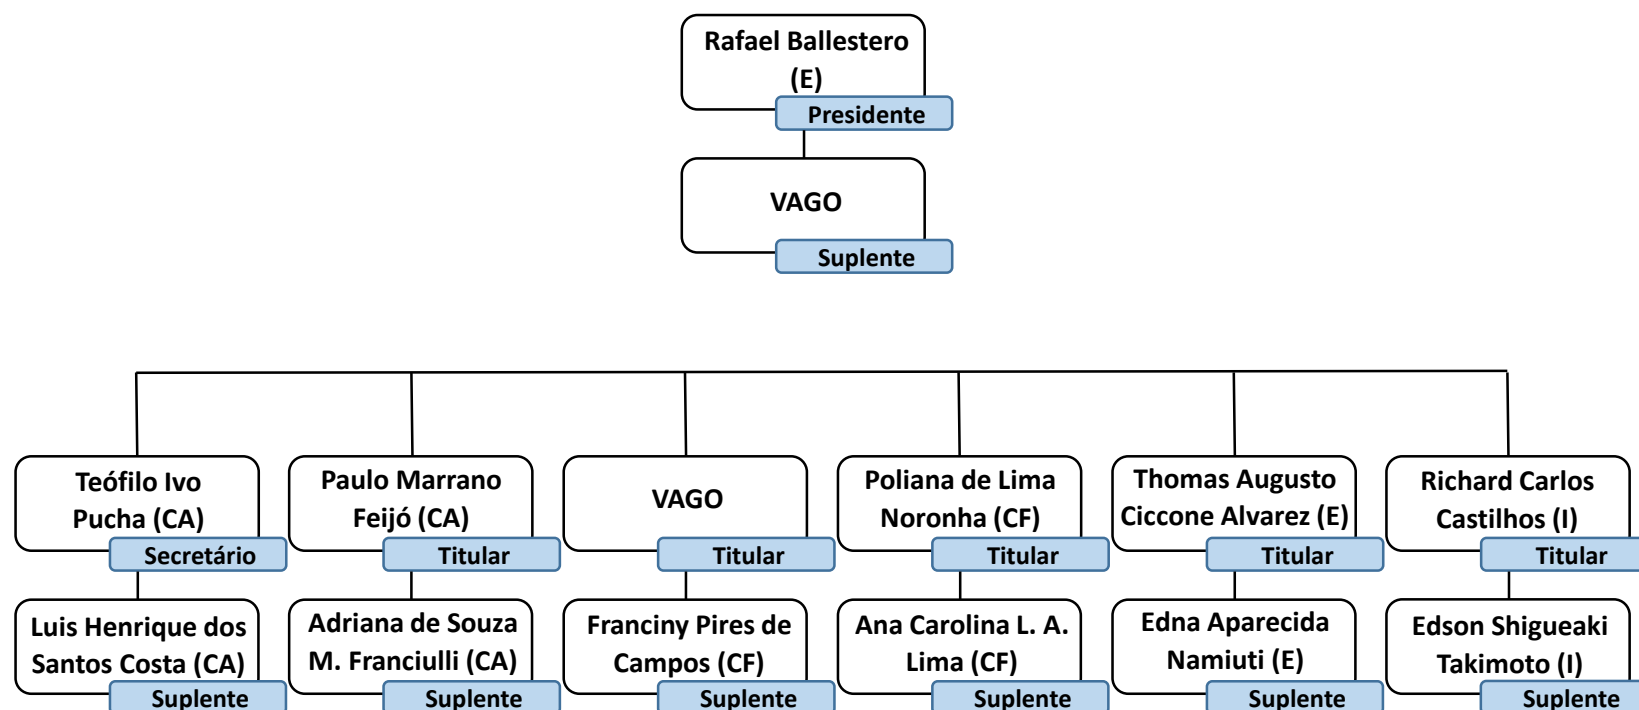 Rafael Ballestero
(E)
Presidente
VAGO
Suplente
Teófilo Ivo
Pucha (CA)
Secretário
Paulo Marrano
Feijó (CA)
Titular
VAGO
Titular
Poliana de Lima
Noronha (CF)
Titular
Thomas Augusto
Ciccone Alvarez (E)
Titular
Richard Carlos
Castilhos (I)
Titular
Luis Henrique dos
Santos Costa (CA)
Suplente
Adriana de Souza
M. Franciulli (CA)
Suplente
Franciny Pires de
Campos (CF)
Suplente
Ana Carolina L. A.
Lima (CF)
Suplente
Edna Aparecida
Namiuti (E)
Suplente
Edson Shigueaki
Takimoto (I)
Suplente